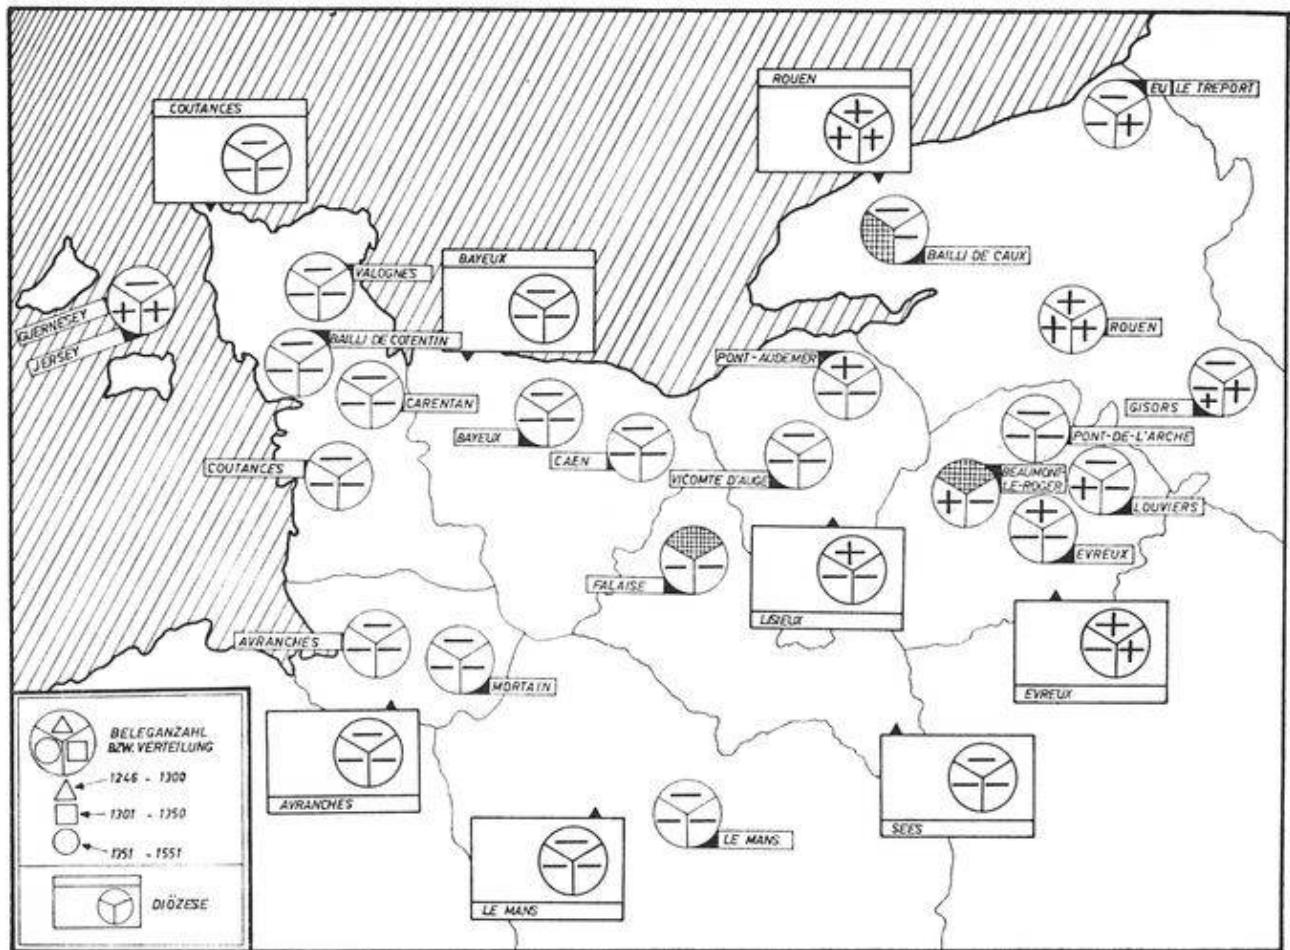 ROUEN
EU LE TREPORT
COUTANCES
BAILLI DE CAUX
VALOGNES
BAYEUX
GUERNESEY
JERSEY
BAILLI DE COTENTIN
ROUEN
PONT-AUDEMER
CARENTAN
GISORS
BAYEUX
PONT-DE-L'ARCHE
CAEN
COUTANCES
VICOMTE D'AUGE
BEAUMONT-
LE-ROGER
LOUVIERS
EVREUX
FALAISE
LISIEUX
AVRANCHES
MORTAIN
EVREUX
BELEGANZAHL
BZW. VERTEILUNG
1246 - 1300
1301 - 1350
1351 - 1551
DIÖZESE
AVRANCHES
SEES
LE MANS
LE MANS